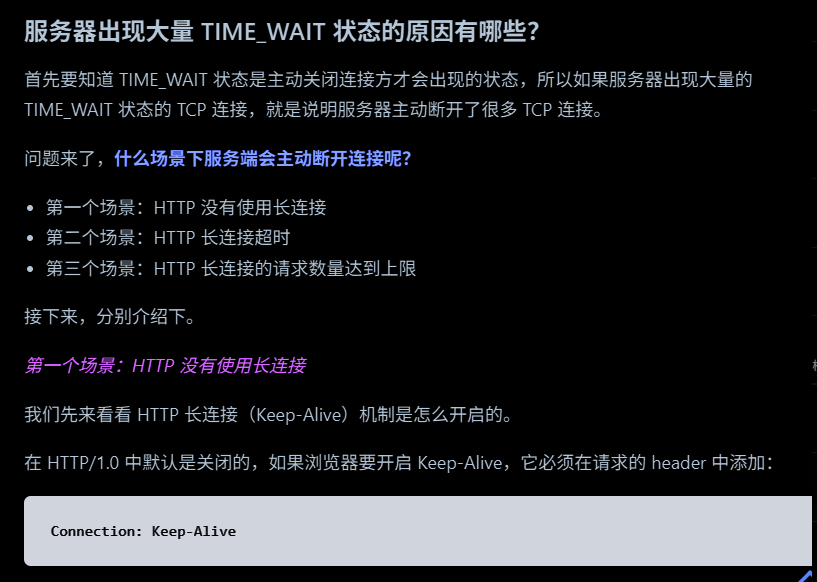 服务器出现大量 TIME_WAIT 状态的原因有哪些？
首先要知道 TIME_WAIT 状态是主动关闭连接方才会出现的状态，所以如果服务器出现大量的
TIME_WAIT 状态的 TCP 连接，就是说明服务器主动断开了很多 TCP 连接。
问题来了，什么场景下服务端会主动断开连接呢？
第一个场景：HTTP 没有使用长连接
第二个场景：HTTP 长连接超时
第三个场景：HTTP 长连接的请求数量达到上限
接下来，分别介绍下。
第一个场景：HTTP 没有使用长连接
我们先来看看 HTTP 长连接（Keep-Alive）机制是怎么开启的。
在 HTTP/1.0 中默认是关闭的，如果浏览器要开启 Keep-Alive，它必须在请求的 header 中添加：
Connection: Keep-Alive